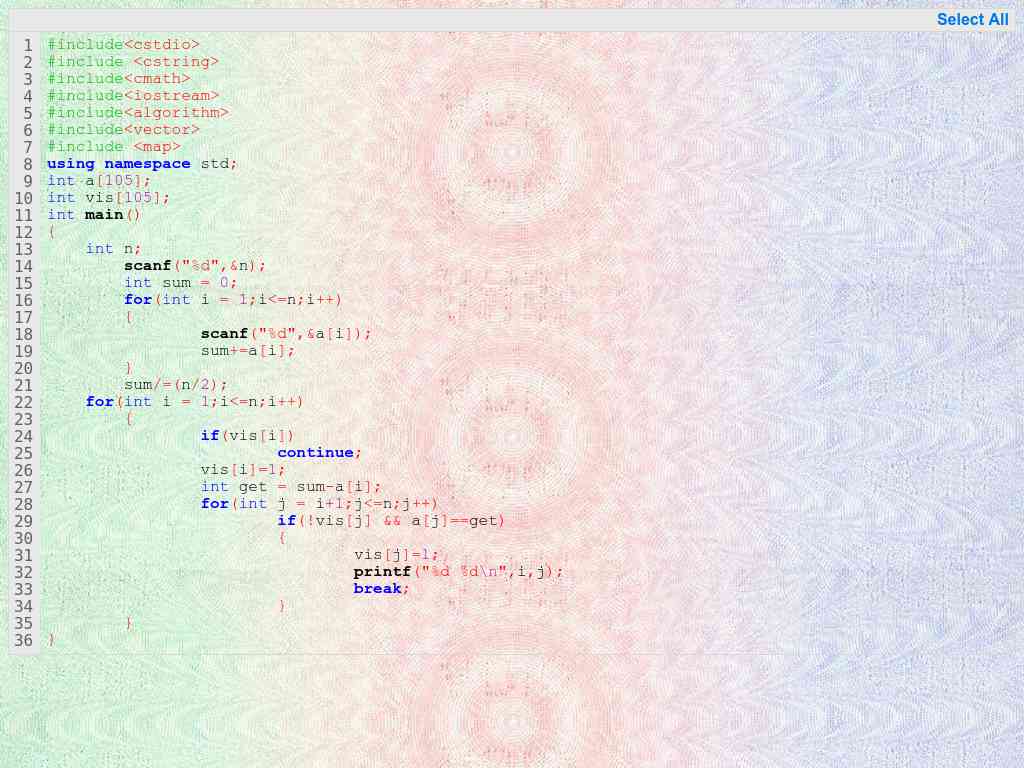 Select All
1 #include<cstdio>
2 #include <cstring>
3 #include<cmath>
4 #include<iostream>
5 #include<algorithm>
6 #include<vector>
7 #include <map>
8 using namespace std;
9 int a[105];
10 int vis[105];
11 int main()
12 {
13     int n;
14         scanf("%d",&n);
15         int sum = 0;
16         for(int i = 1;i<=n;i++)
17         {
18                 scanf("%d",&a[i]);
19                 sum+=a[i];
20         }
21         sum/=(n/2);
22     for(int i = 1;i<=n;i++)
23         {
24                 if(vis[i])
25                         continue;
26                 vis[i]=1;
27                 int get = sum-a[i];
28                 for(int j = i+1;j<=n;j++)
29                         if(!vis[j] && a[j]==get)
30                         {
31                                 vis[j]=1;
32                                 printf("%d %d\n",i,j);
33                                 break;
34                         }
35         }
36 }